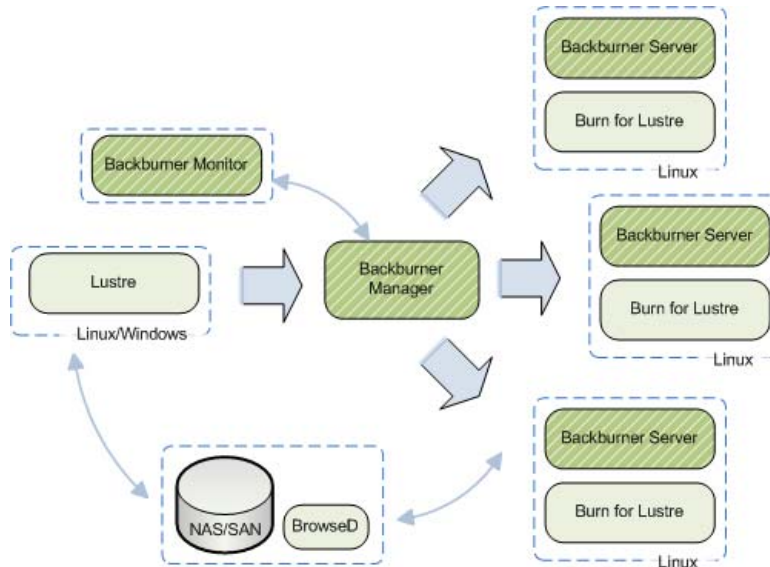 Backburner Server
Burn for Lustre
Linux
Backburner Monitor
Backburner Server
Burn for Lustre
Linux
Lustre
Linux/Windows
Backburner
Manager
Backburner Server
Burn for Lustre
Linux
NAS/SAN
BrowseD